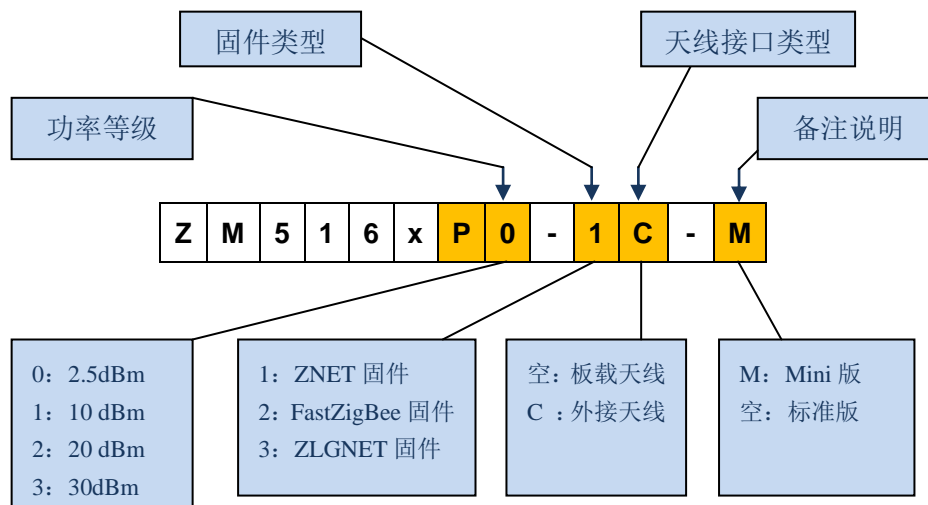 固件类型
天线接口类型
功率等级
备注说明
Z M 5 1 6 x P 0 - 1 C - M
0：2.5dBm
1：10 dBm
2：20 dBm
3：30dBm
1：ZNET 固件
2：FastZigBee 固件
3：ZLGNET 固件
空：板载天线
C ：外接天线
M：Mini 版
空：标准版